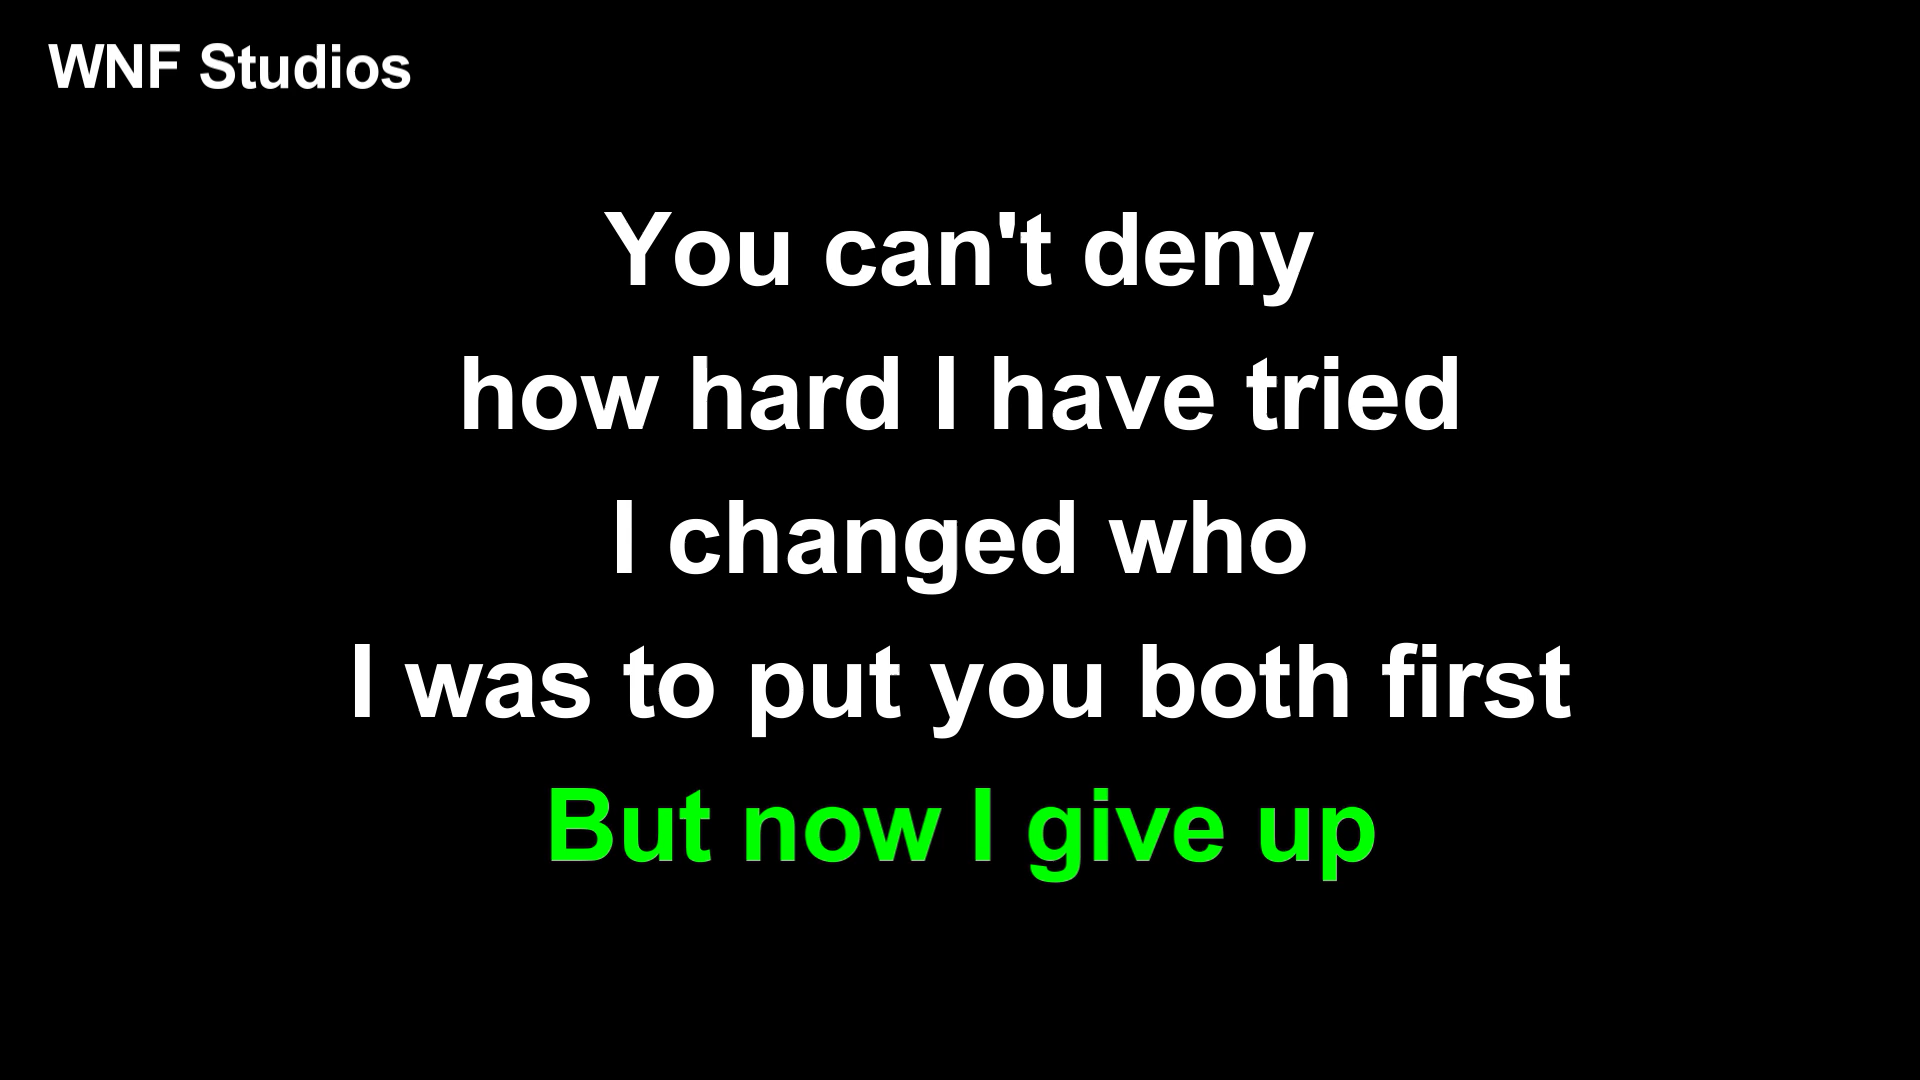 WNF Studios
You can't deny
how hard I have tried
I changed who
I was to put you both first
But now I give up